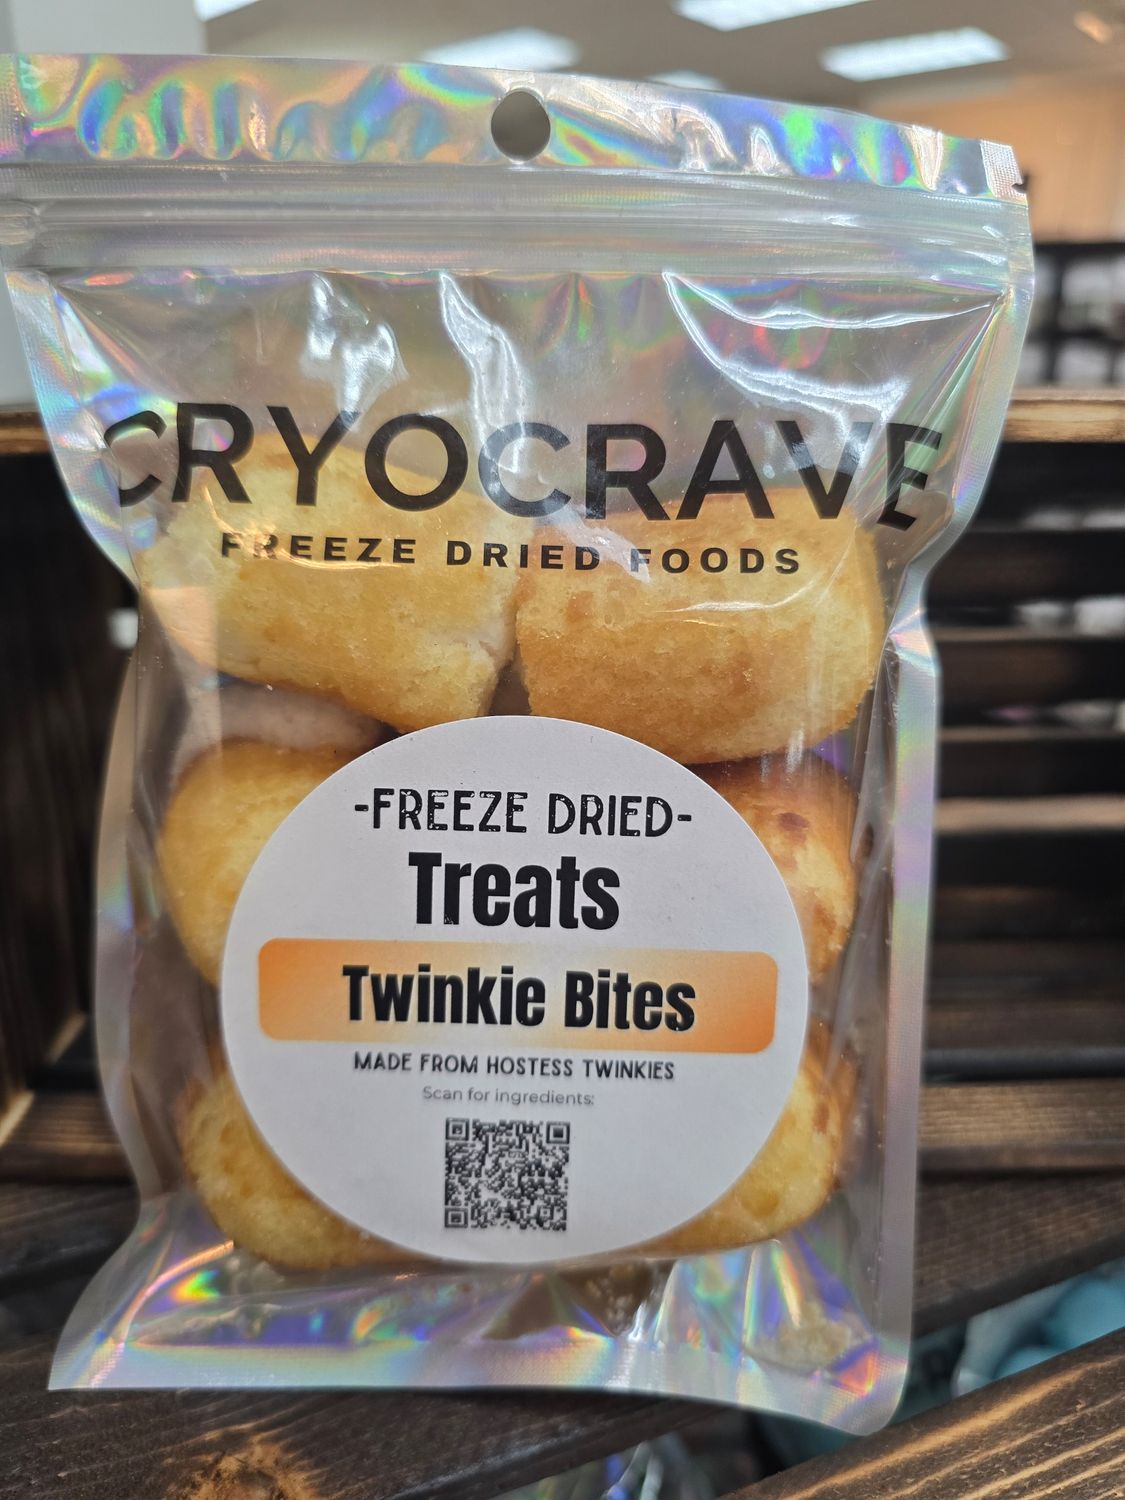 CRYOCRAVE
FREEZE DRIED FOODS
-FREEZE DRIED-
Treats
Twinkie Bites
MADE FROM HOSTESS TWINKIES
Scan for ingredients: